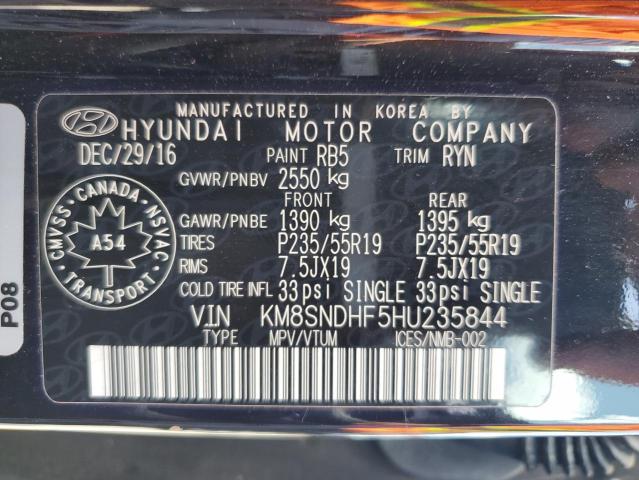 MANUFACTURED IN KOREA BY
HYUNDAI MOTOR COMPANY
DEC/29/16 PAINT RB5 TRIM RYN
GVWR/PNBV 2550 kg
FRONT REAR
GAWR/PNBE 1390 kg 1395 kg
TIRES P235/55R19 P235/55R19
RIMS 7.5JX19 7.5JX19
COLD TIRE INFL 33psi SINGLE 33psi SINGLE
V.I.N KM8SNDHF5HU235844
TYPE MPV/VTUM ICES/NMB-002
CMVSS · CANADA · NSVAC
A54
TRANSPORT
P08